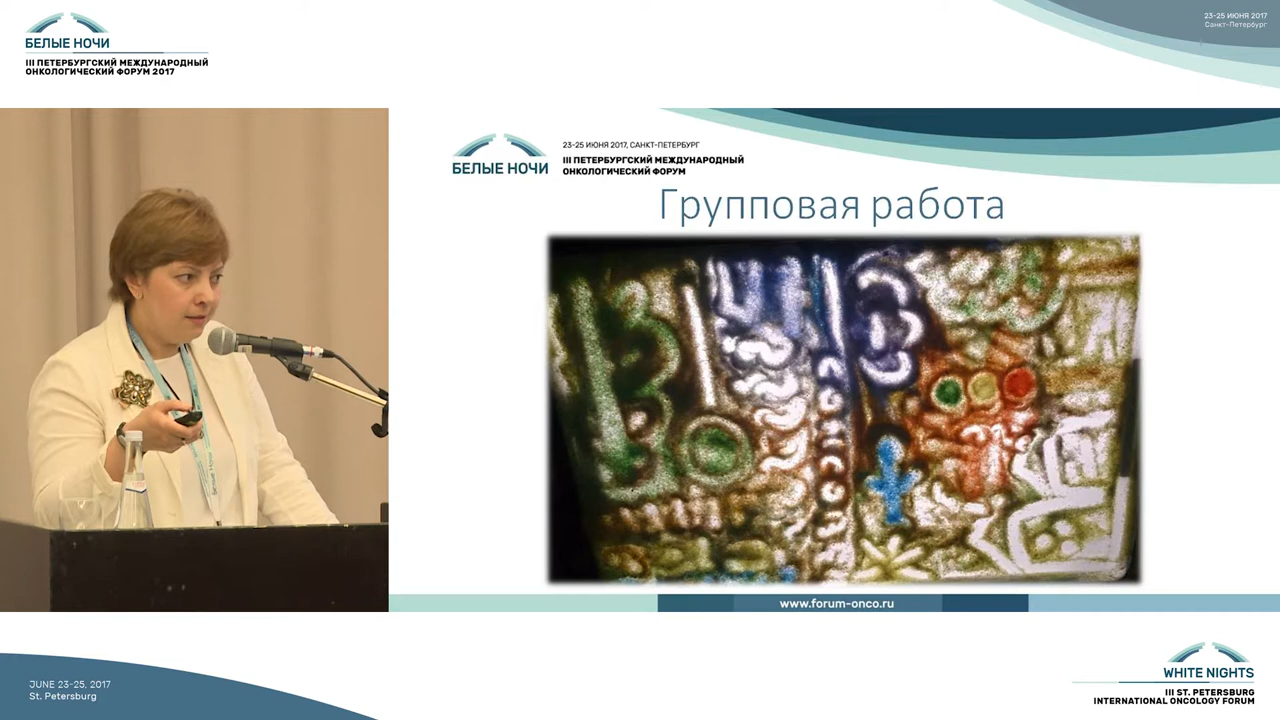 БЕЛЫЕ НОЧИ
III ПЕТЕРБУРГСКИЙ МЕЖДУНАРОДНЫЙ
ОНКОЛОГИЧЕСКИЙ ФОРУМ 2017
23-25 ИЮНЯ 2017
Санкт-Петербург
БЕЛЫЕ НОЧИ
23-25 ИЮНЯ 2017, САНКТ-ПЕТЕРБУРГ
III ПЕТЕРБУРГСКИЙ МЕЖДУНАРОДНЫЙ
ОНКОЛОГИЧЕСКИЙ ФОРУМ
Групповая работа
www.forum-onco.ru
JUNE 23-25, 2017
St. Petersburg
WHITE NIGHTS
III ST. PETERSBURG
INTERNATIONAL ONCOLOGY FORUM